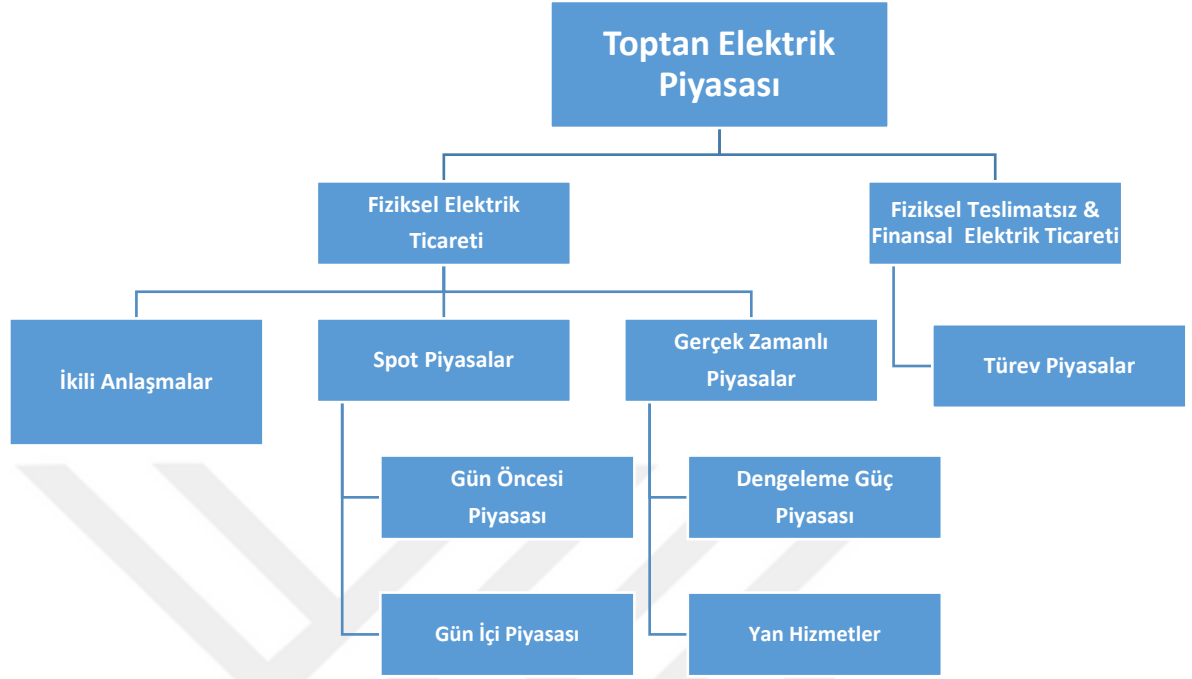 Toptan Elektrik
Piyasası
Fiziksel Elektrik
Ticareti
Fiziksel Teslimatsız &
Finansal Elektrik Ticareti
İkili Anlaşmalar
Spot Piyasalar
Gerçek Zamanlı
Piyasalar
Türev Piyasalar
Gün Öncesi
Piyasası
Dengeleme Güç
Piyasası
Gün İçi Piyasası
Yan Hizmetler